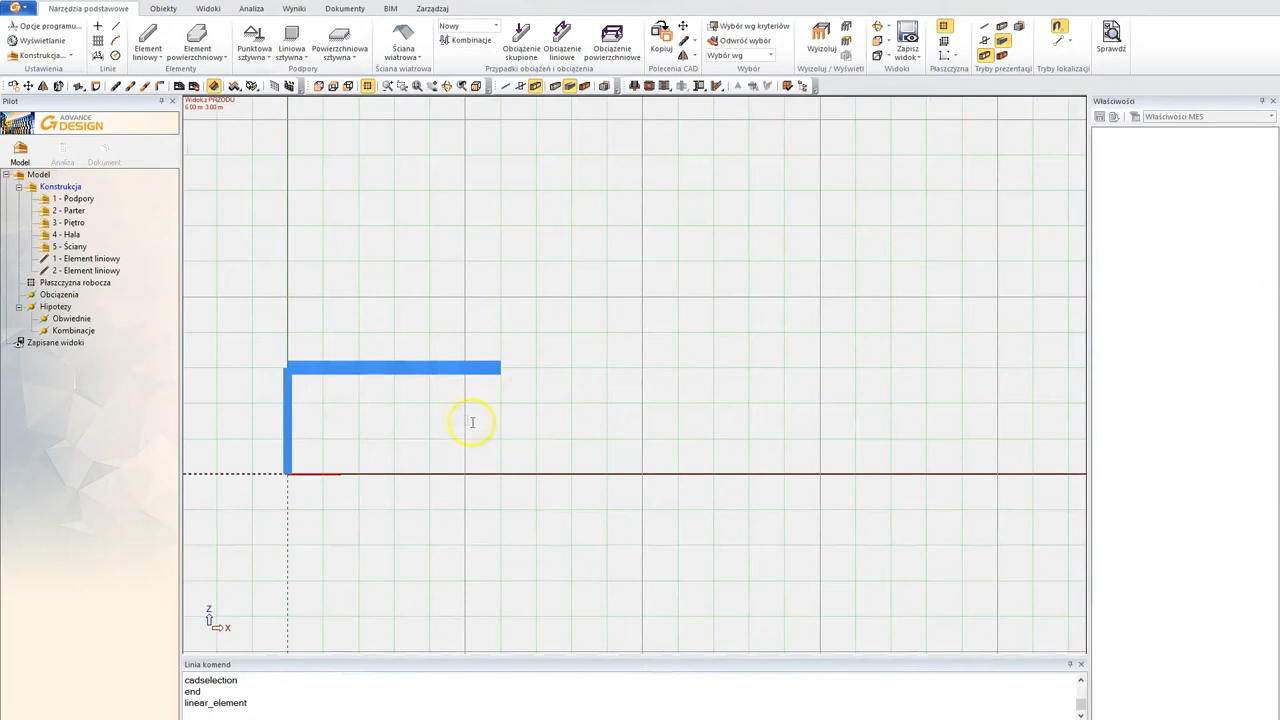 Narzędzia podstawowe Obiekty Widoki Analiza Wyniki Dokumenty BIM Zarządzaj
Opcje programu...
Wyświetlanie
Konstrukcja...
Ustawienia
Linie
Element liniowy
Element powierzchniowy
Elementy
Punktowa sztywna
Liniowa sztywna
Powierzchniowa sztywna
Podpory
Ściana wiatrowa
Ściana wiatrowa
Nowy
Kombinacje
Obciążenie skupione
Obciążenie liniowe
Obciążenie powierzchniowe
Przypadki obciążeń i obciążenia
Kopiuj
Polecenia CAD
Wybór wg kryteriów
Odwróć wybór
Wybór wg
Wybór
Wyizoluj
Wyizoluj / Wyświetl
Zapisz widok
Widoki
Płaszczyzna
Tryby prezentacji
Tryby lokalizacji
Sprawdź
Pilot
ADVANCE
DESIGN
Model Analiza Dokument
Model
Konstrukcja
1 - Podpory
2 - Parter
3 - Piętro
4 - Hala
5 - Ściany
1 - Element liniowy
2 - Element liniowy
Płaszczyzna robocza
Obciążenia
Hipotezy
Obwiednie
Kombinacje
Zapisane widoki
Widok z PRZODU
6.00 m 3.00 m
Z
X
Linia komend
cadselection
end
linear_element
Właściwości
Właściwości MES